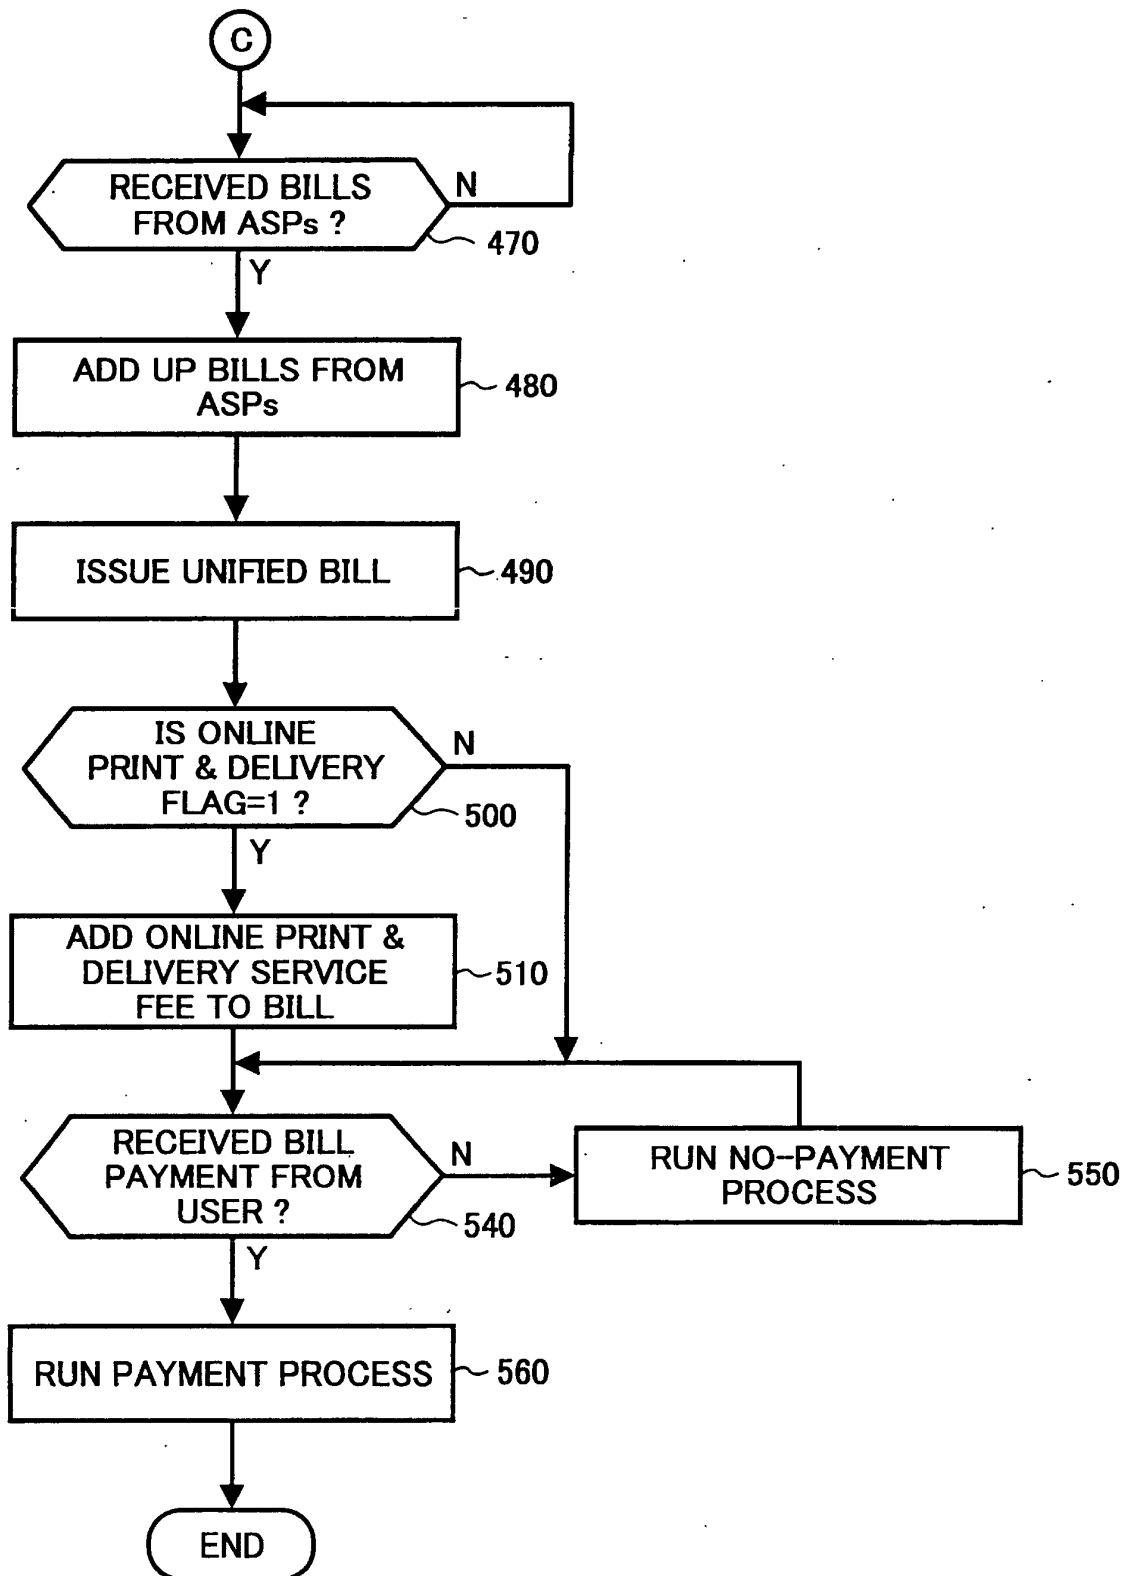 C
RECEIVED BILLS
FROM ASPs ?
N
470
Y
ADD UP BILLS FROM
ASPs
480
ISSUE UNIFIED BILL
490
IS ONLINE
PRINT & DELIVERY
FLAG=1 ?
N
500
Y
ADD ONLINE PRINT &
DELIVERY SERVICE
FEE TO BILL
510
RECEIVED BILL
PAYMENT FROM
USER ?
N
540
RUN NO-PAYMENT
PROCESS
550
Y
RUN PAYMENT PROCESS
560
END